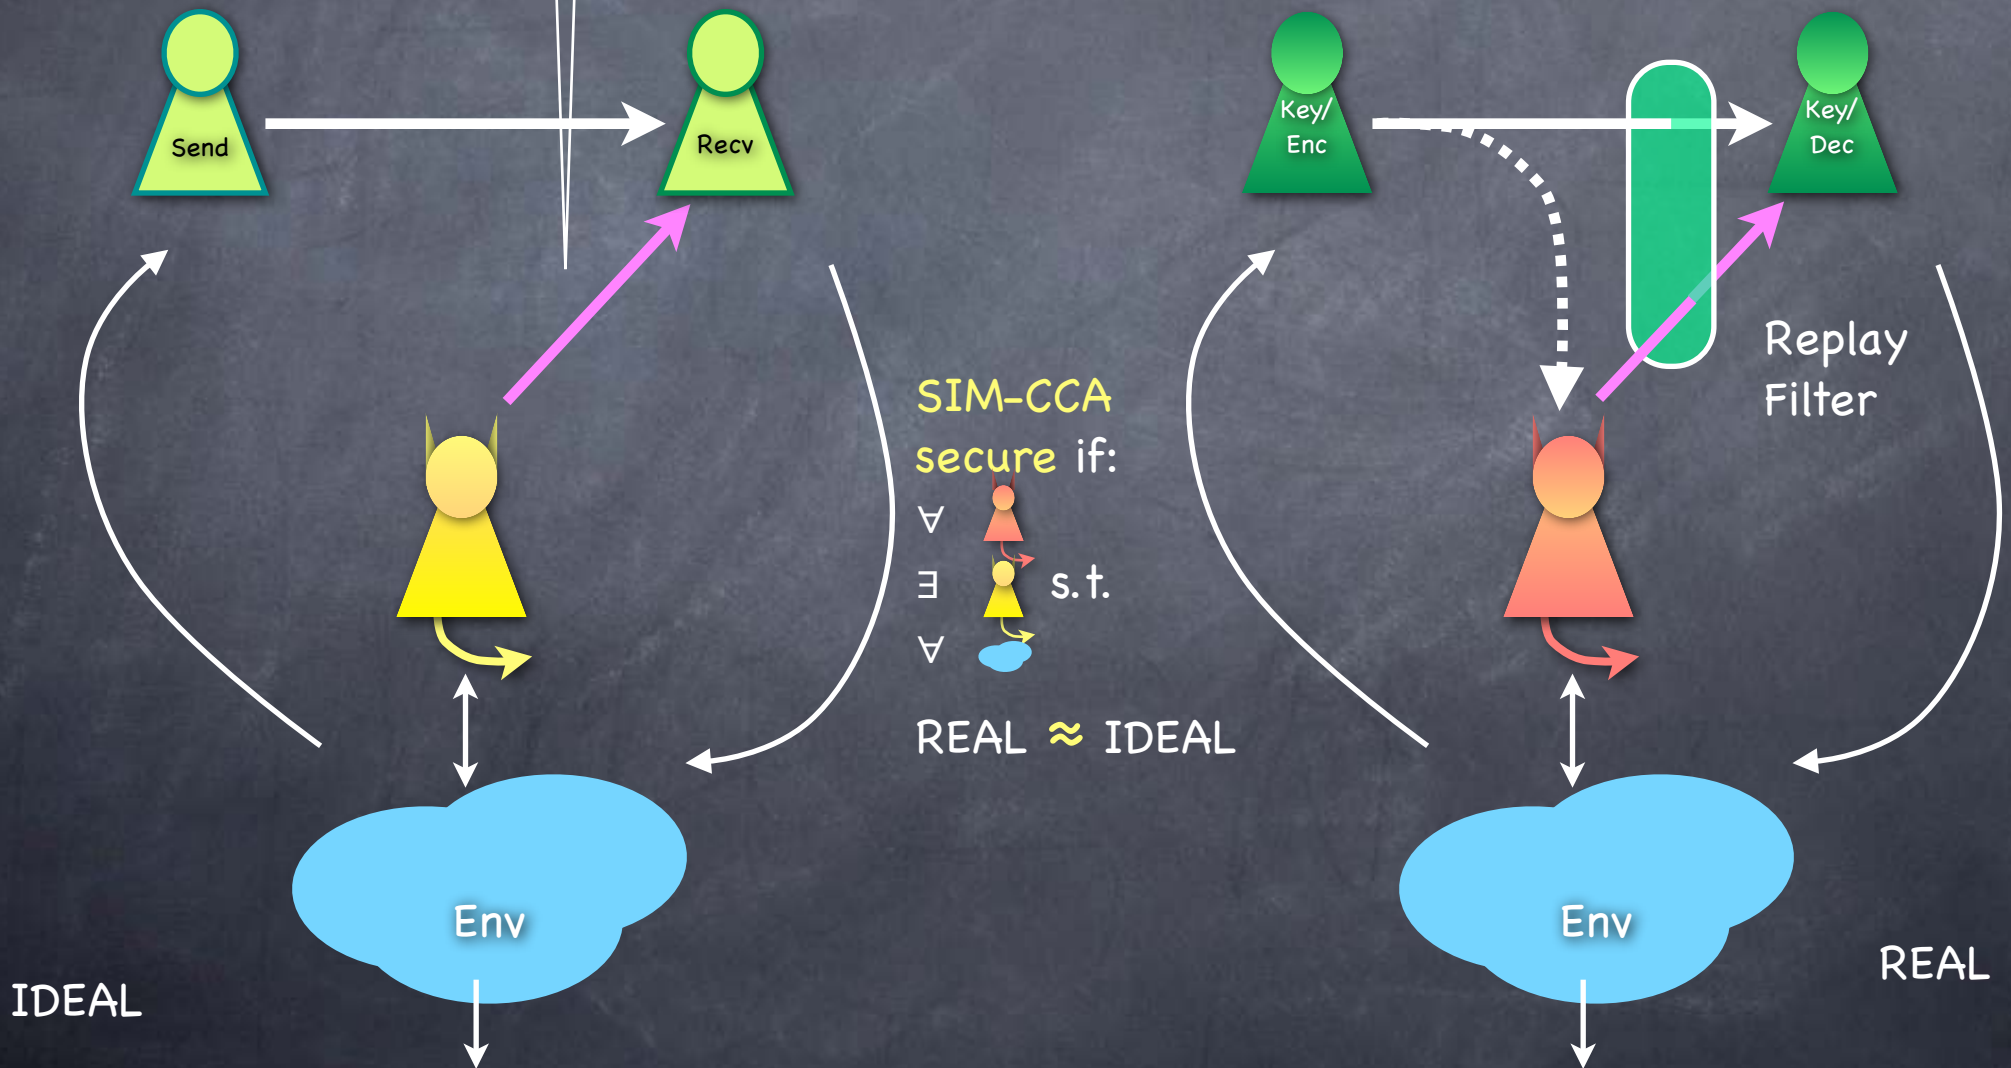 Send
Recv
Key/
Enc
Key/
Dec
Replay
Filter
SIM-CCA
secure if:
∀
∃ s.t.
∀
REAL ≈ IDEAL
Env
Env
IDEAL
REAL